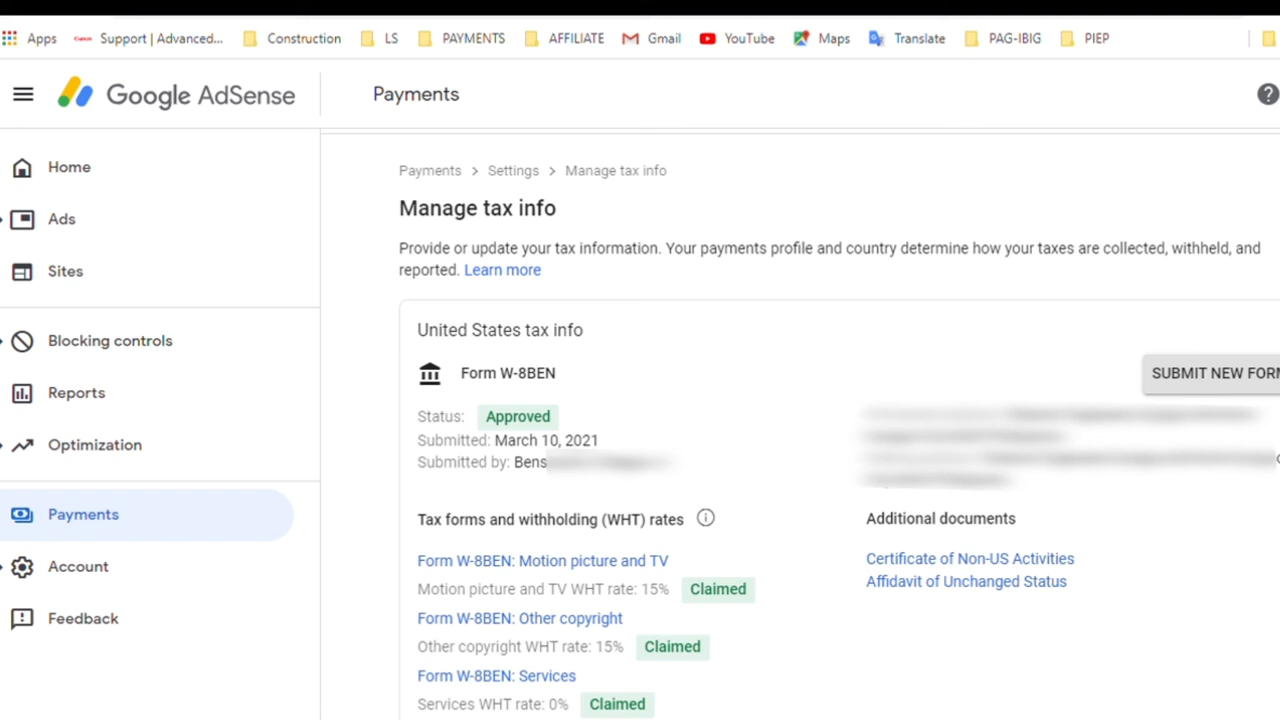 Apps Support | Advanced... Construction LS PAYMENTS AFFILIATE Gmail YouTube Maps Translate PAG-IBIG PIEP
Google AdSense
Payments
Home
Ads
Sites
Blocking controls
Reports
Optimization
Payments
Account
Feedback
Payments > Settings > Manage tax info
Manage tax info
Provide or update your tax information. Your payments profile and country determine how your taxes are collected, withheld, and
reported. Learn more
United States tax info
Form W-8BEN
SUBMIT NEW FORM
Status: Approved
Submitted: March 10, 2021
Submitted by: Bens
Tax forms and withholding (WHT) rates
Form W-8BEN: Motion picture and TV
Motion picture and TV WHT rate: 15% Claimed
Form W-8BEN: Other copyright
Other copyright WHT rate: 15% Claimed
Form W-8BEN: Services
Services WHT rate: 0% Claimed
Additional documents
Certificate of Non-US Activities
Affidavit of Unchanged Status